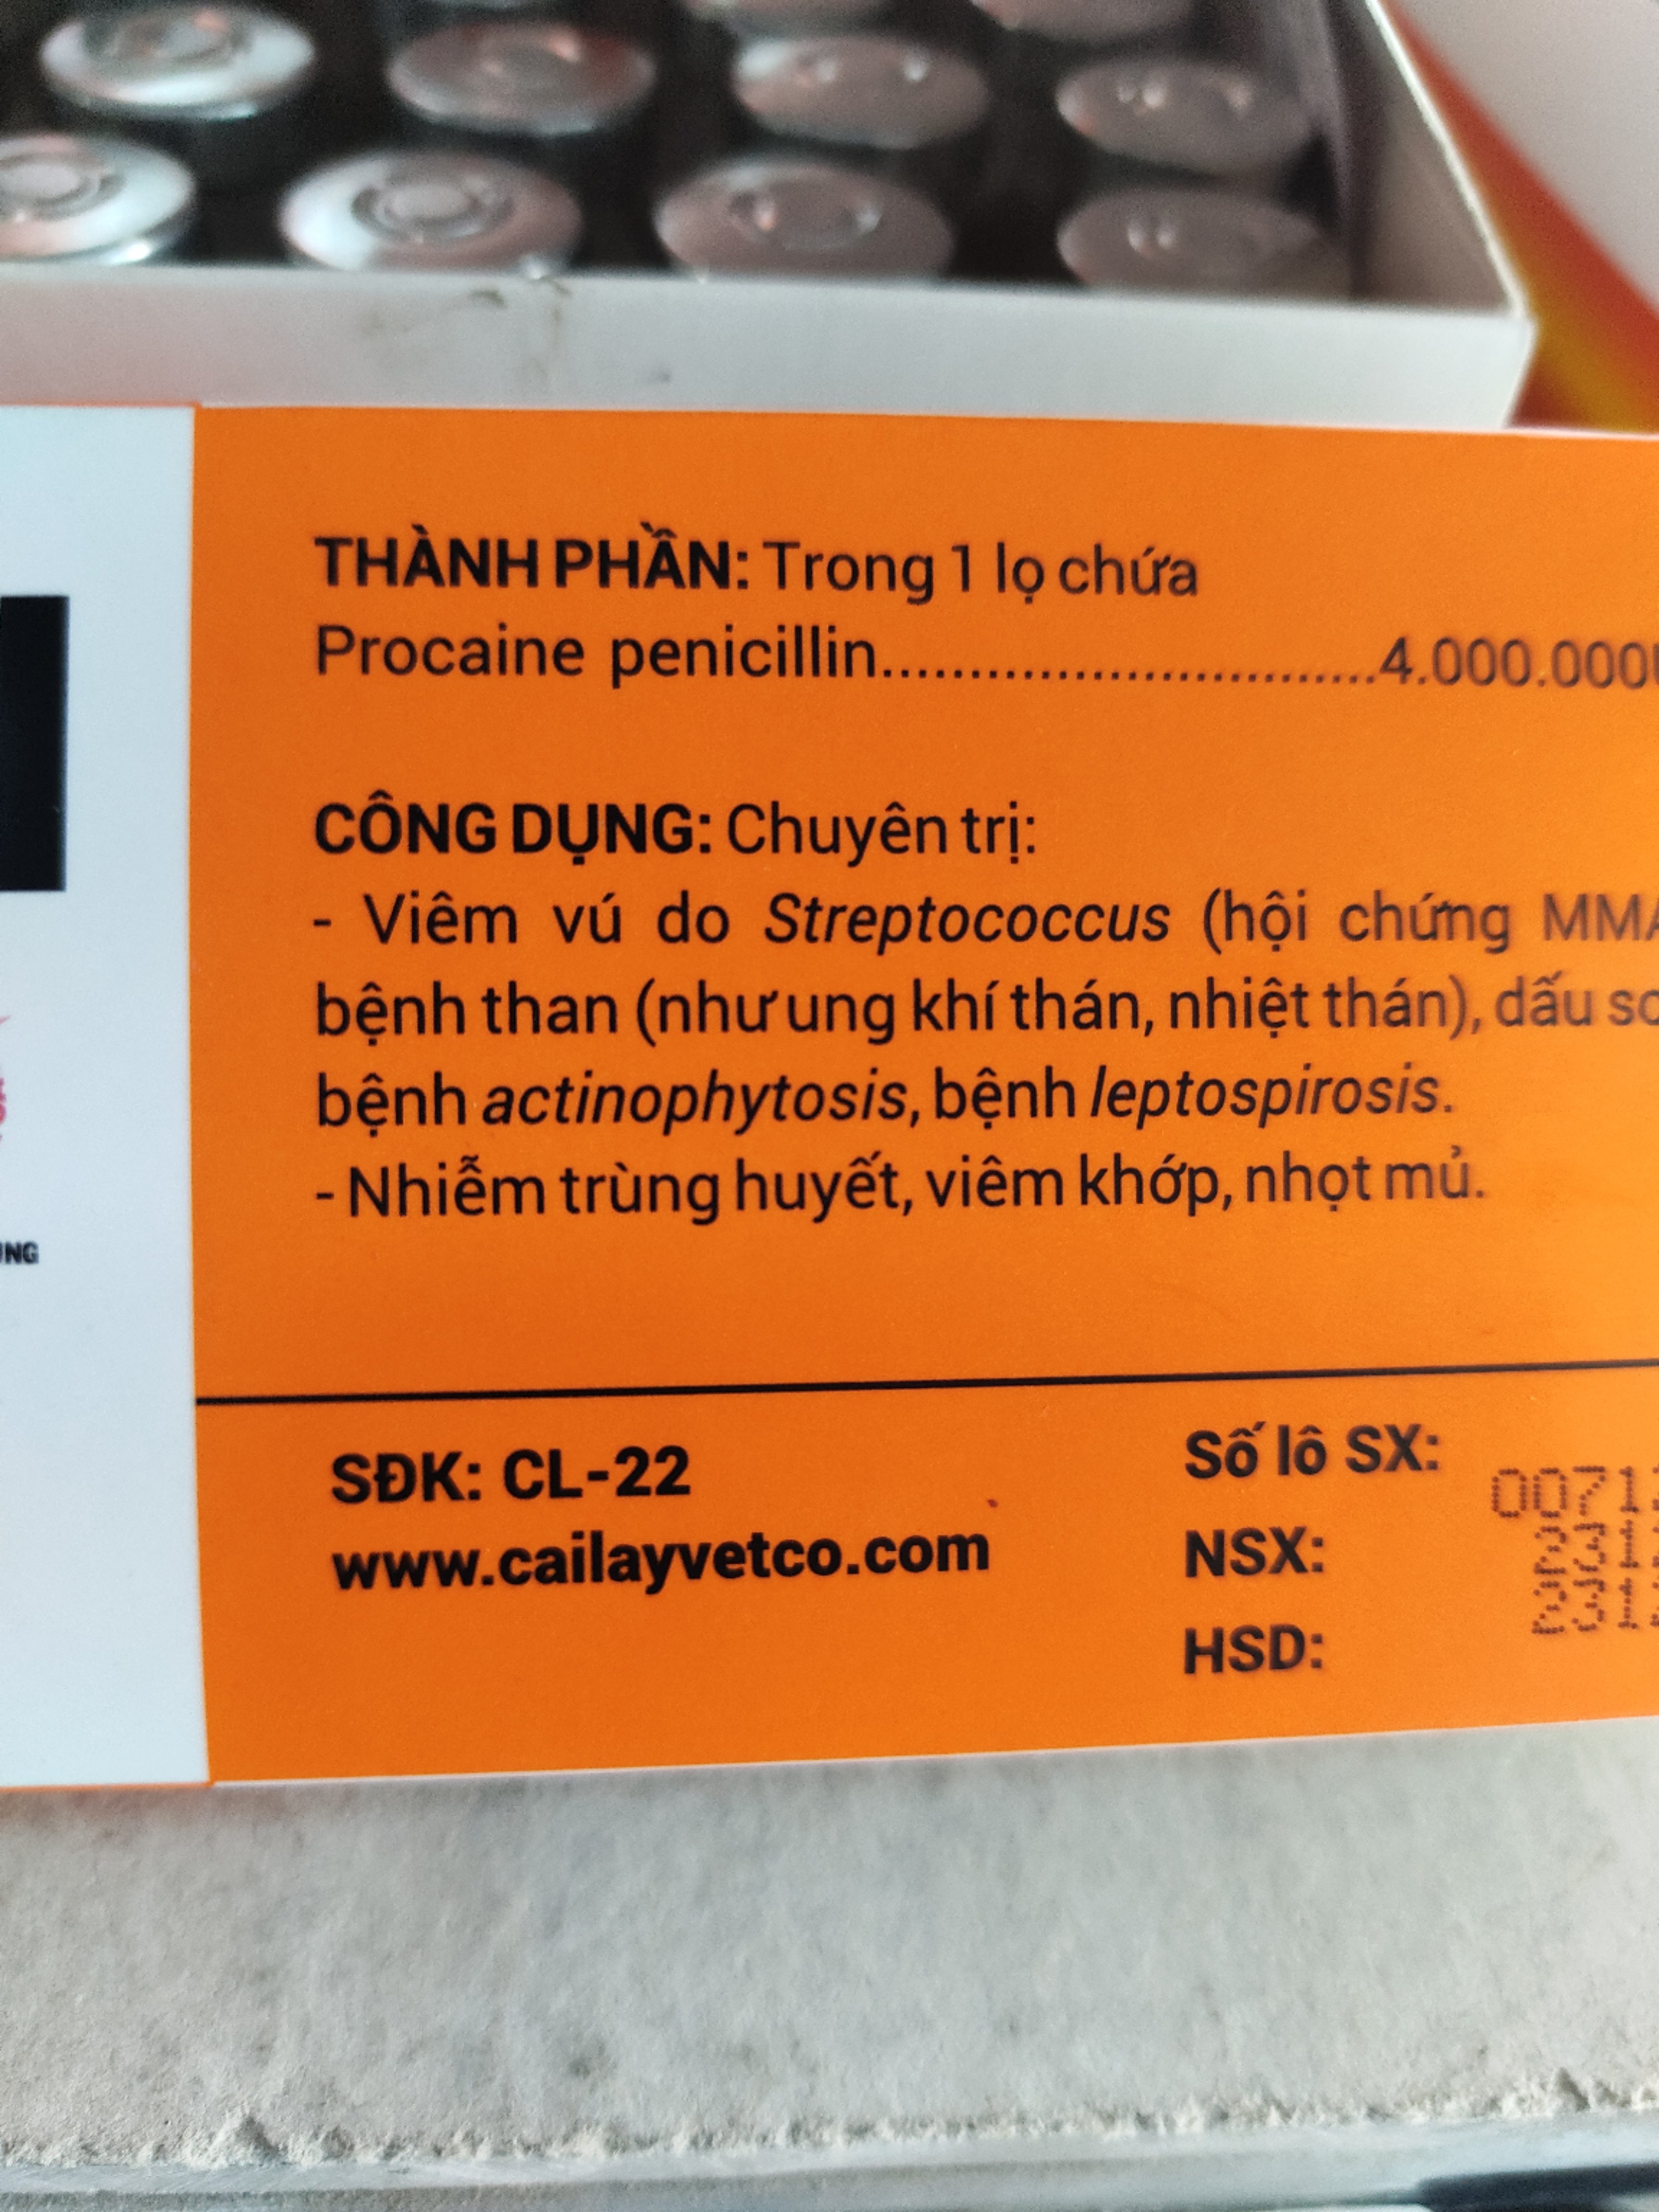 THÀNH PHẦN: Trong 1 lọ chứa
Procaine penicillin..............................4.000.000
CÔNG DỤNG: Chuyên trị:
- Viêm vú do Streptococcus (hội chứng MMA
bệnh than (như ung khí thán, nhiệt thán), dấu
bệnh actinophytosis, bệnh leptospirosis.
- Nhiễm trùng huyết, viêm khớp, nhọt mủ.
SĐK: CL-22
www.cailayvetco.com
Số lô SX:
NSX:
HSD: